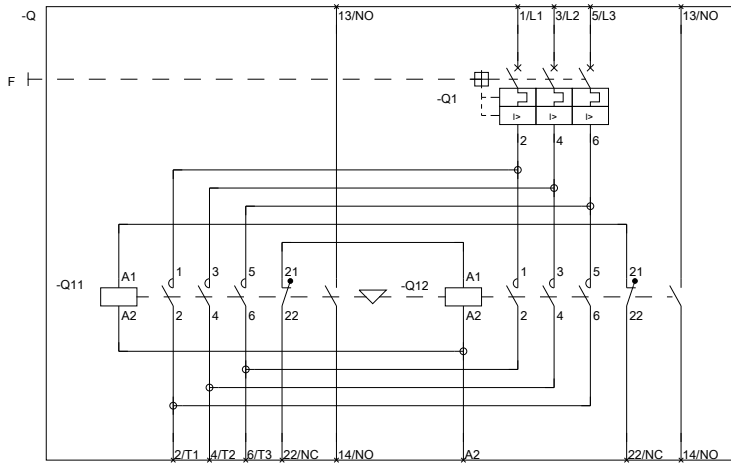 -Q 13/NO 1/L1 3/L2 5/L3 13/NO
F
-Q1
I> I> I>
2 4 6
-Q11 A1 1 3 5 21 -Q12 A1 1 3 5 21
A2 2 4 6 22 A2 2 4 6 22
2/T1 4/T2 6/T3 22/NC 14/NO A2 22/NC 14/NO